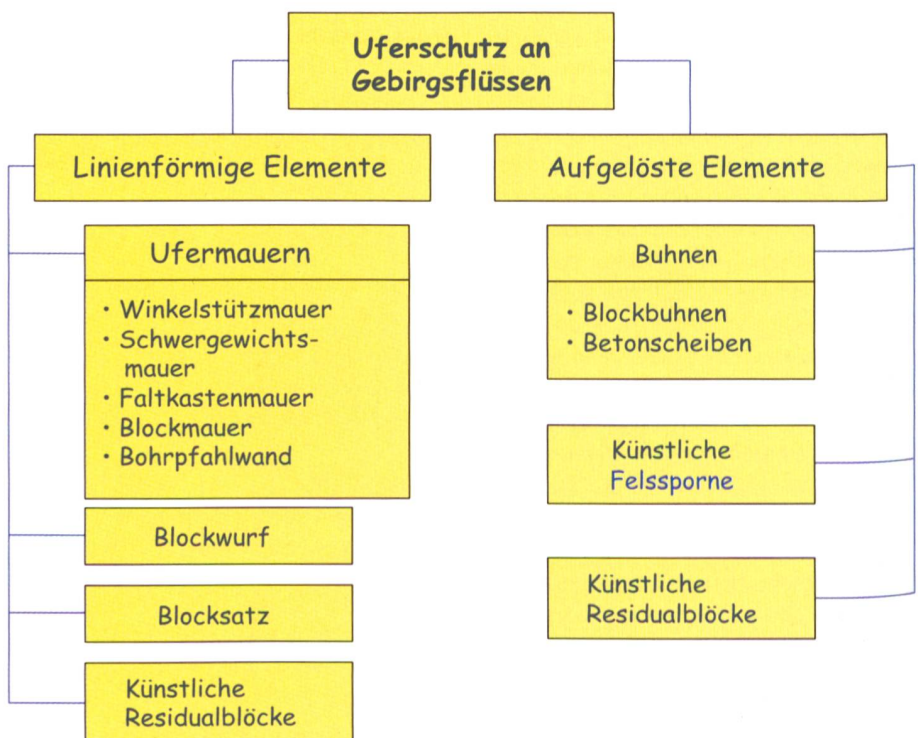 Uferschutz an
Gebirgsflüssen
Linienförmige Elemente
Ufermauern
• Winkelstützmauer
• Schwergewichts-
mauer
• Faltkastenmauer
• Blockmauer
• Bohrpfahlwand
Blockwurf
Blocksatz
Künstliche
Residualblöcke
Aufgelöste Elemente
Buhnen
• Blockbuhnen
• Betonscheiben
Künstliche
Felssporne
Künstliche
Residualblöcke